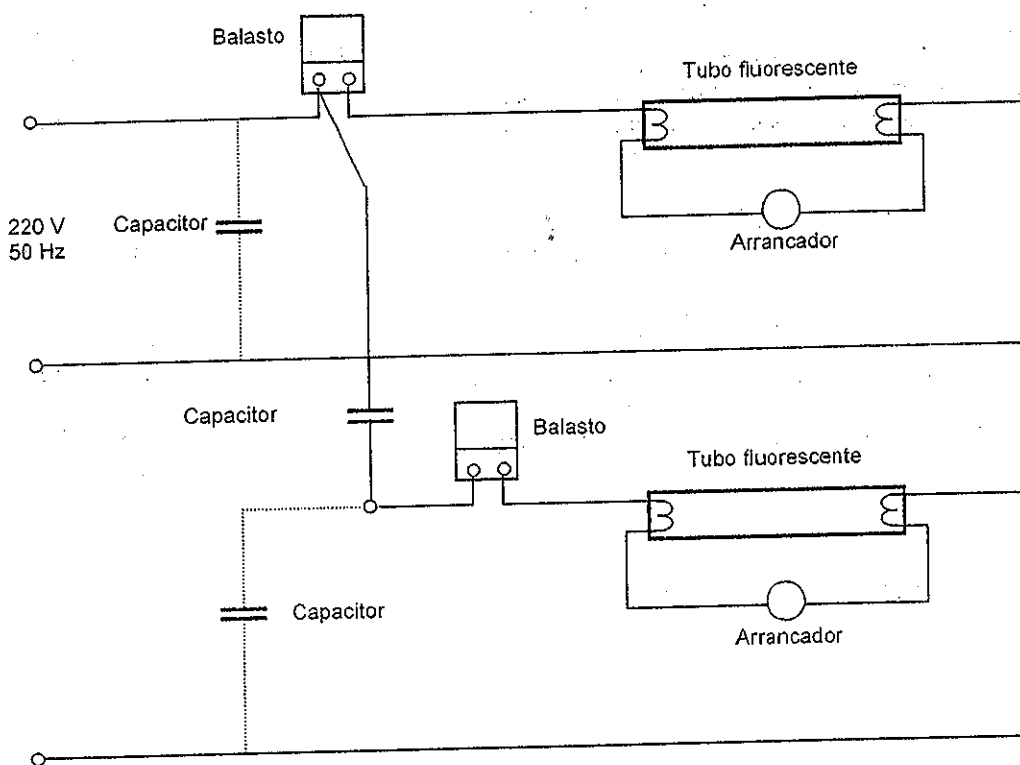 Balasto
Tubo fluorescente
220 V
50 Hz
Capacitor
Arrancador
Capacitor
Balasto
Tubo fluorescente
Capacitor
Arrancador